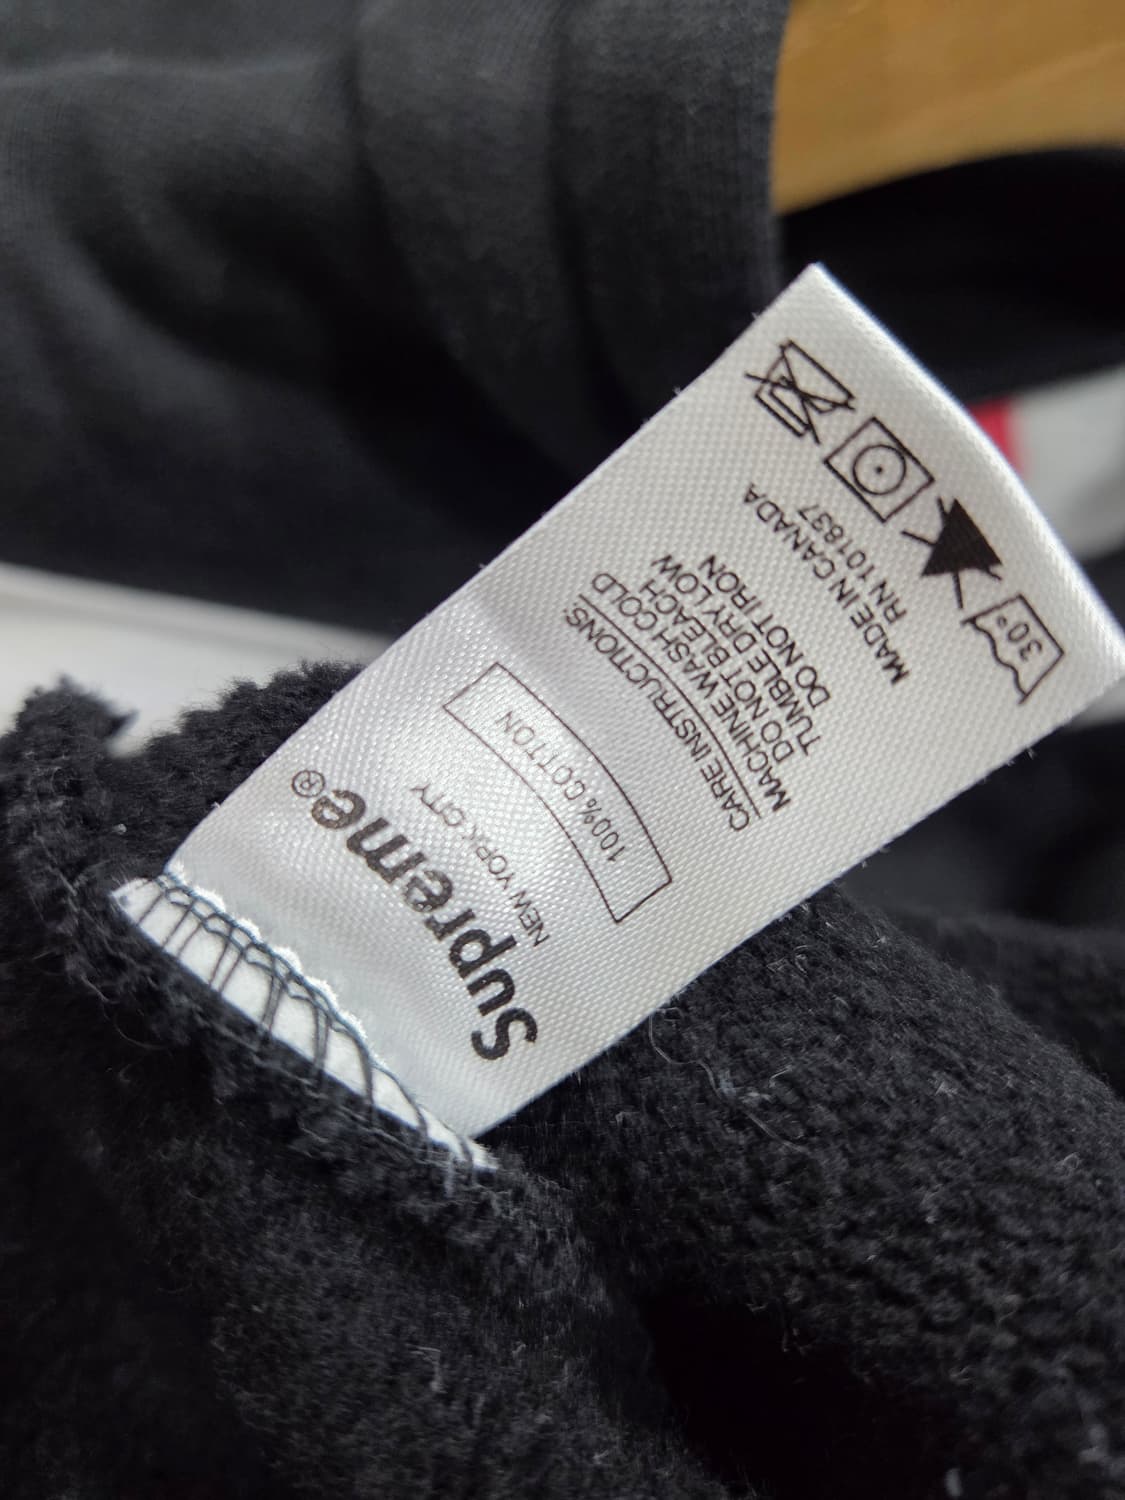 Supreme®
NEW YORK CITY
100% COTTON
CARE INSTRUCTIONS:
MACHINE WASH COLD
DO NOT BLEACH
TUMBLE DRY LOW
DO NOT IRON
MADE IN CANADA
RN 101837
30°